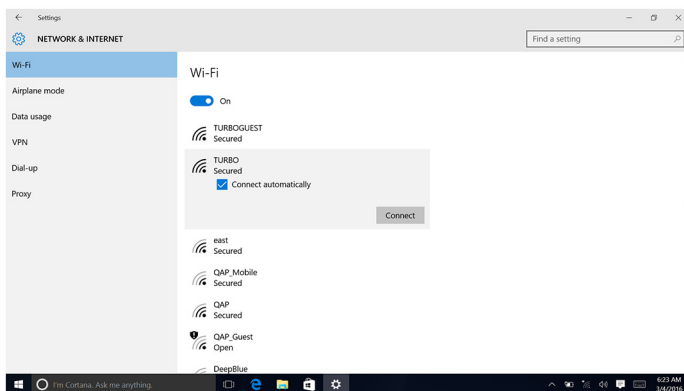 Settings
NETWORK & INTERNET
Find a setting
Wi-Fi
Airplane mode
Data usage
VPN
Dial-up
Proxy
Wi-Fi
On
TURBOGUEST
Secured
TURBO
Secured
Connect automatically
Connect
east
Secured
QAP_Mobile
Secured
QAP
Secured
QAP_Guest
Open
DeepBlue
I'm Cortana. Ask me anything.
6:23 AM
3/4/2016